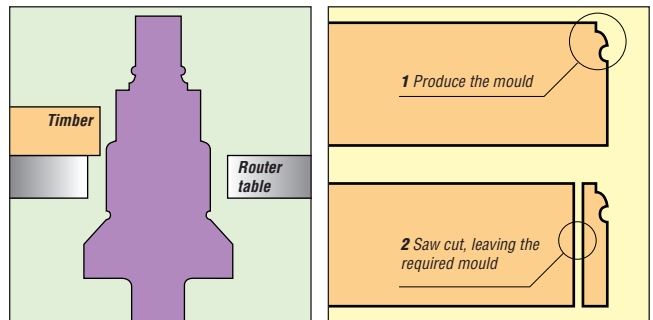 Timber
Router
table
1 Produce the mould
2 Saw cut, leaving the
required mould